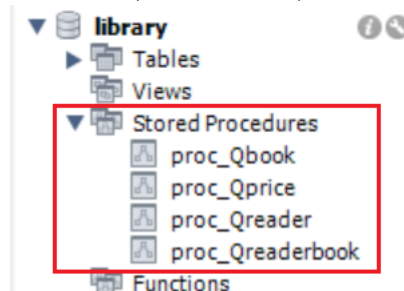 library
Tables
Views
Stored Procedures
proc_Qbook
proc_Qprice
proc_Qreader
proc_Qreaderbook
Functions